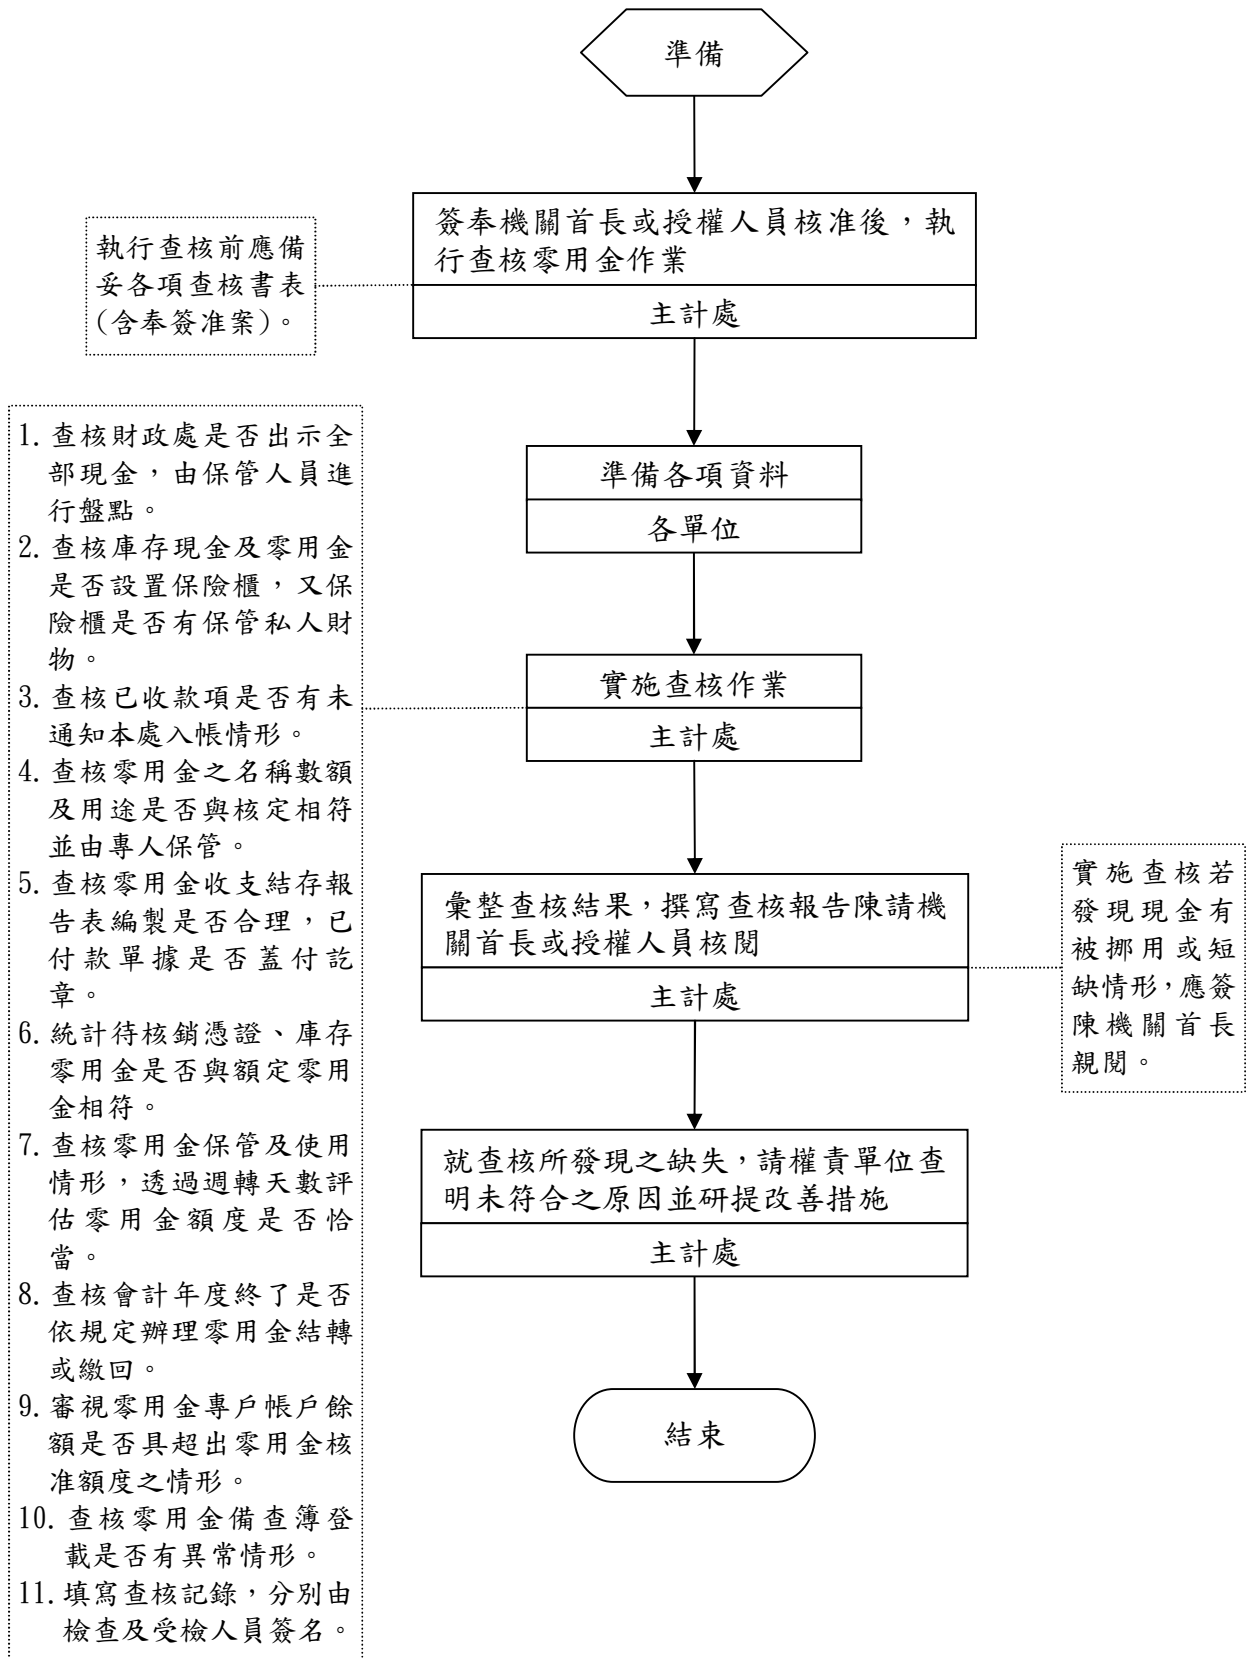 準備
簽奉機關首長或授權人員核准後，執
行查核零用金作業
主計處
執行查核前應備
妥各項查核書表
(含奉簽准案)。
準備各項資料
各單位
實施查核作業
主計處
1. 查核財政處是否出示全
部現金，由保管人員進
行盤點。
2. 查核庫存現金及零用金
是否設置保險櫃，又保
險櫃是否有保管私人財
物。
3. 查核已收款項是否有未
通知本處入帳情形。
4. 查核零用金之名稱數額
及用途是否與核定相符
並由專人保管。
5. 查核零用金收支結存報
告表編製是否合理，已
付款單據是否蓋付訖
章。
6. 統計待核銷憑證、庫存
零用金是否與額定零用
金相符。
7. 查核零用金保管及使用
情形，透過週轉天數評
估零用金額度是否恰
當。
8. 查核會計年度終了是否
依規定辦理零用金結轉
或繳回。
9. 審視零用金專戶帳戶餘
額是否具超出零用金核
准額度之情形。
10. 查核零用金備查簿登
載是否有異常情形。
11. 填寫查核記錄，分別由
檢查及受檢人員簽名。
彙整查核結果，撰寫查核報告陳請機
關首長或授權人員核閱
主計處
實施查核若
發現現金有
被挪用或短
缺情形，應簽
陳機關首長
親閱。
就查核所發現之缺失，請權責單位查
明未符合之原因並研提改善措施
主計處
結束